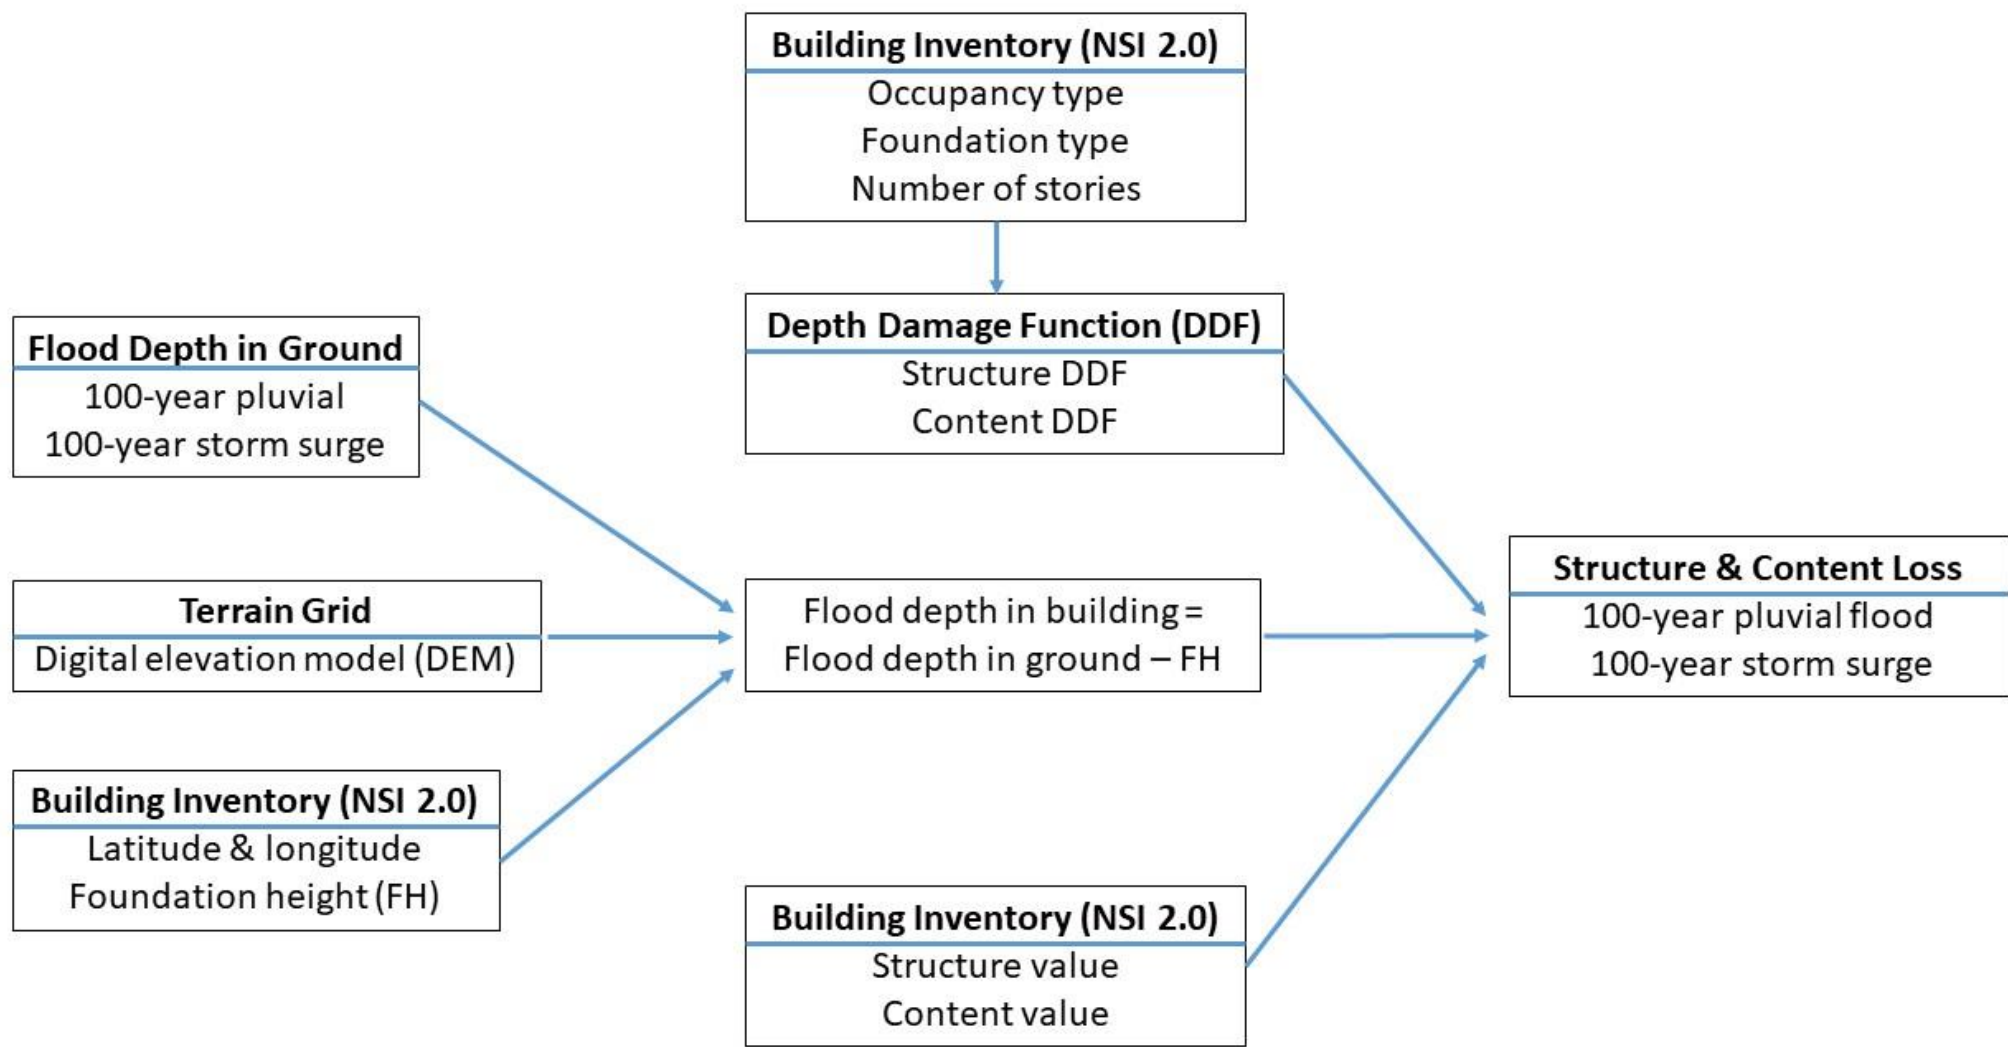 Building Inventory (NSI 2.0)
Occupancy type
Foundation type
Number of stories
Depth Damage Function (DDF)
Structure DDF
Content DDF
Flood Depth in Ground
100-year pluvial
100-year storm surge
Terrain Grid
Digital elevation model (DEM)
Building Inventory (NSI 2.0)
Latitude & longitude
Foundation height (FH)
Flood depth in building =
Flood depth in ground – FH
Building Inventory (NSI 2.0)
Structure value
Content value
Structure & Content Loss
100-year pluvial flood
100-year storm surge